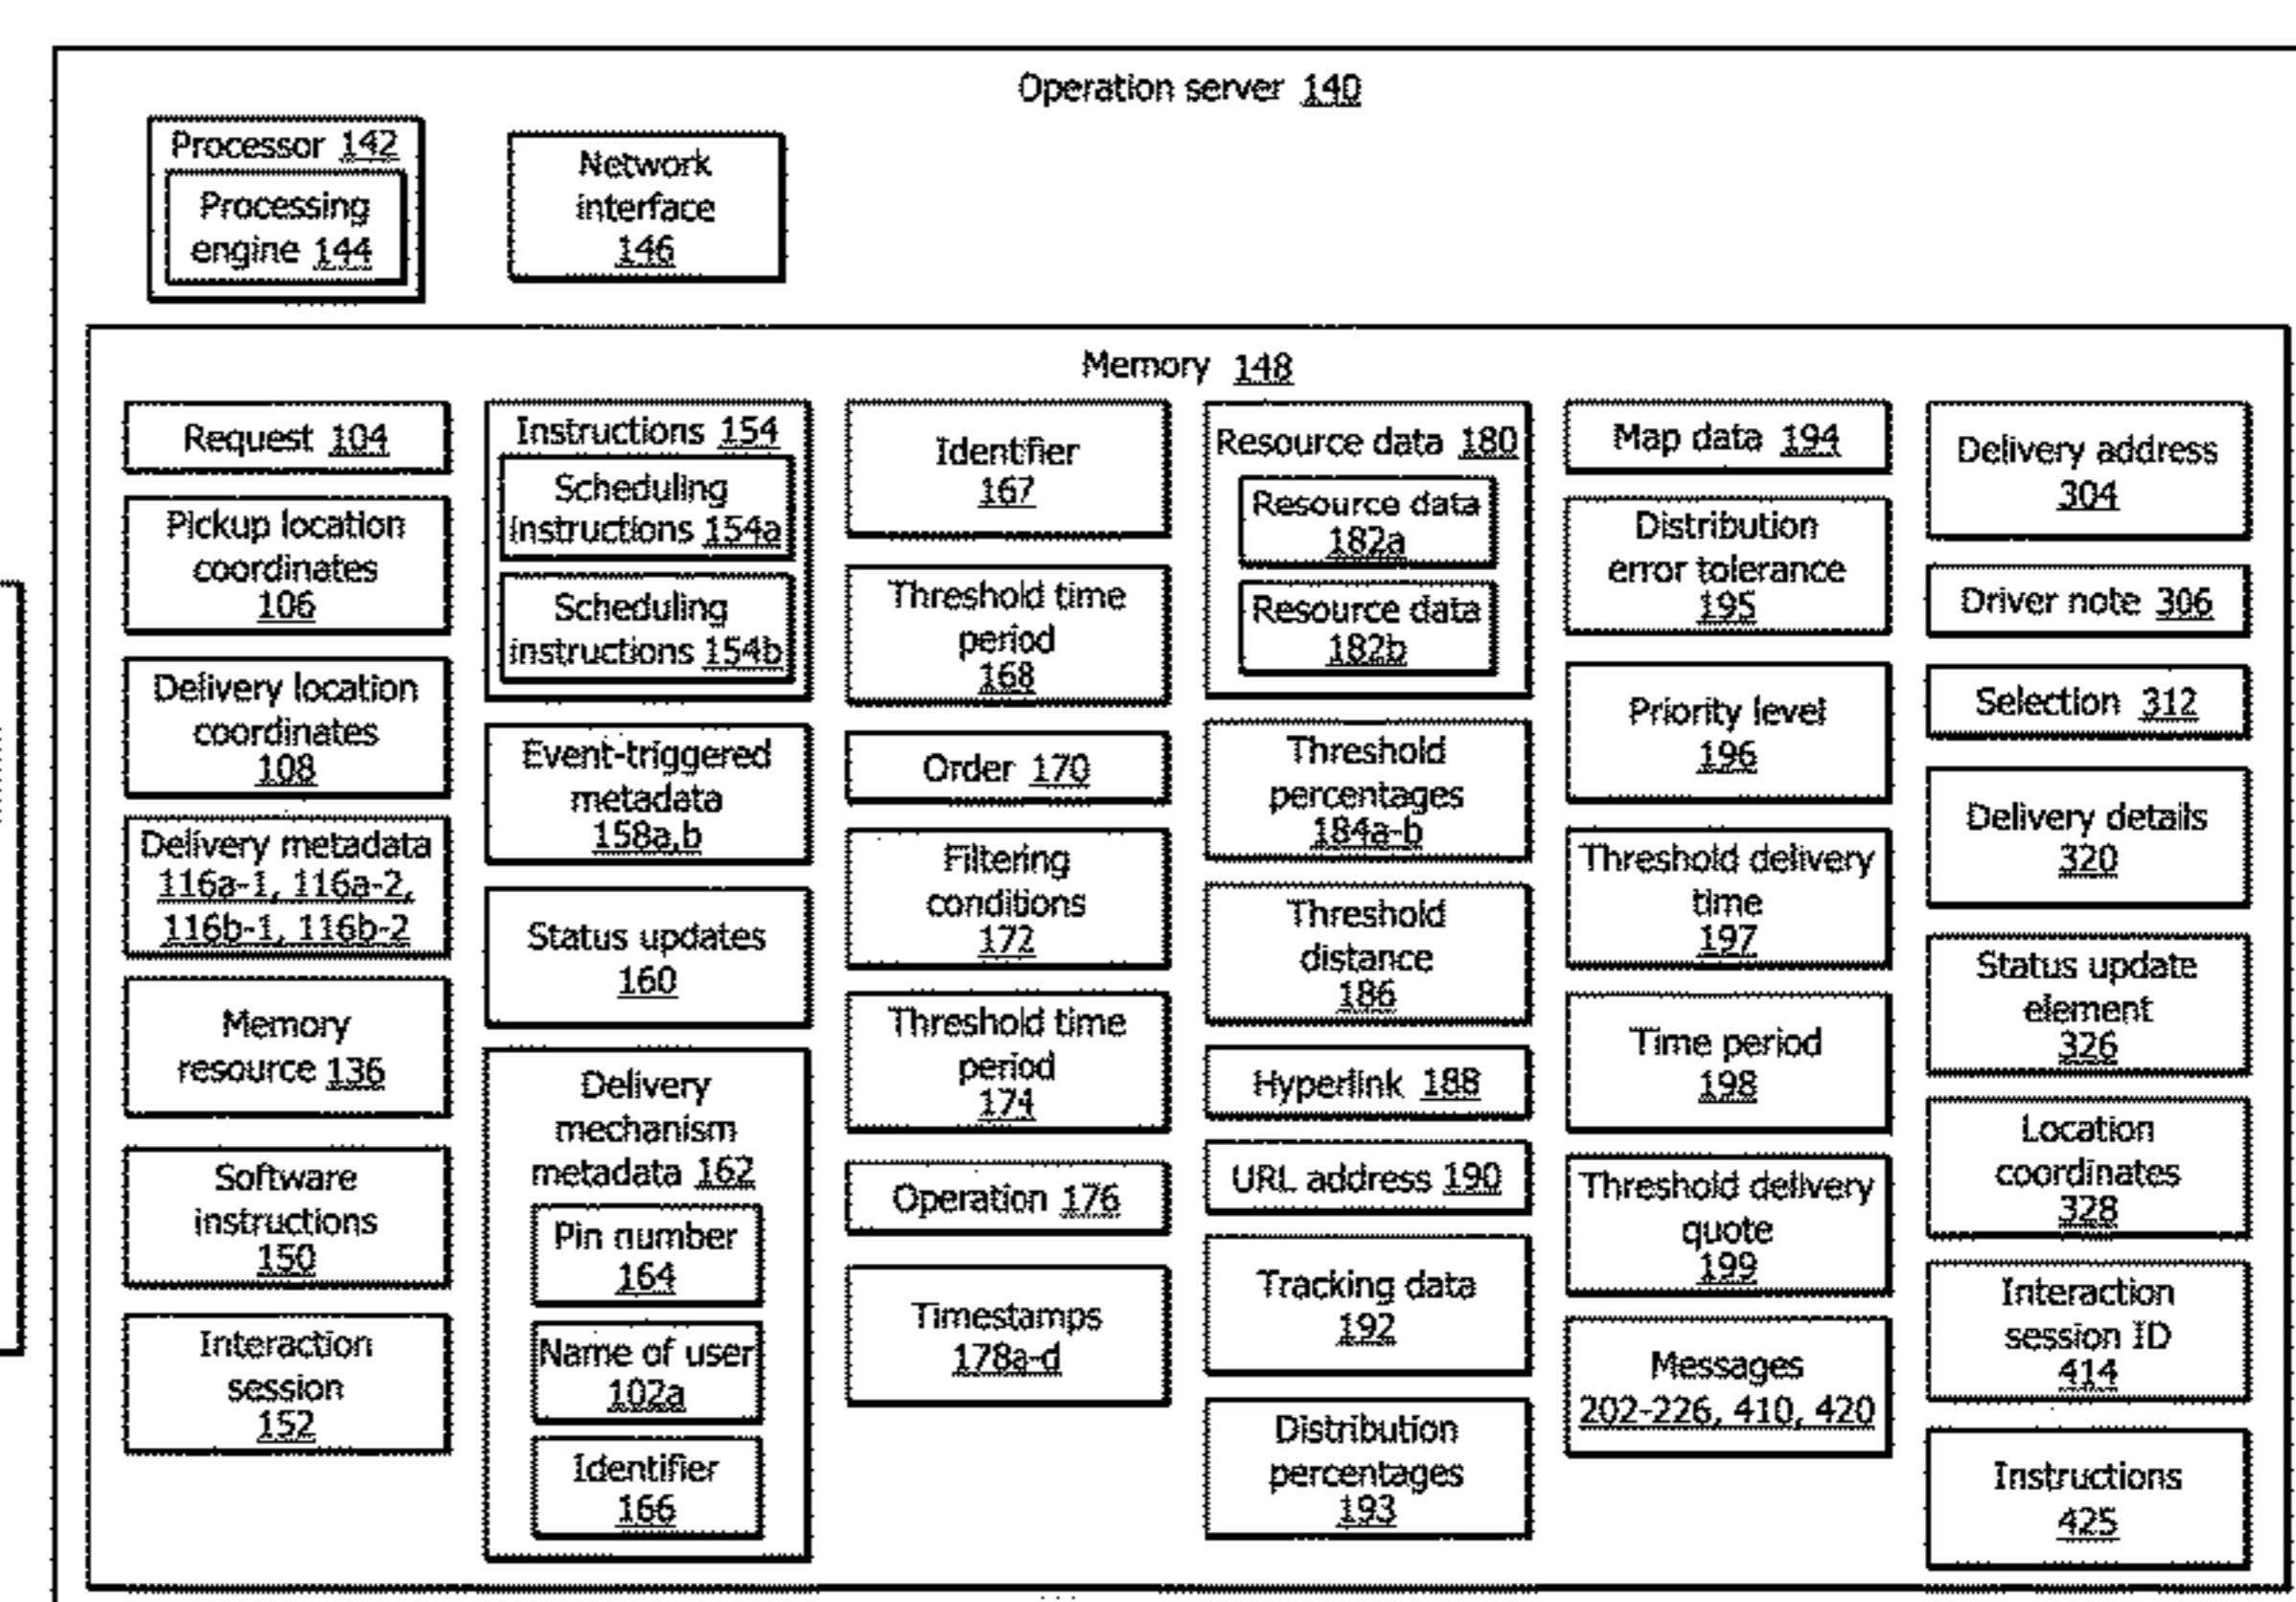 Operation server 140
Processor 142
Processing
engine 144
Network
interface
146
Memory 148
Request 104
Pickup location
coordinates
106
Delivery location
coordinates
108
Delivery metadata
116a-1, 116a-2,
116b-1, 116b-2
Memory
resource 136
Software
instructions
150
Interaction
session
152
Instructions 154
Scheduling
instructions 154a
Scheduling
instructions 154b
Event-triggered
metadata
158a,b
Status updates
160
Delivery
mechanism
metadata 162
Pin number
164
Name of user
102a
Identifier
166
Identifier
167
Threshold time
period
168
Order 170
Filtering
conditions
172
Threshold time
period
174
Operation 176
Timestamps
178a-d
Resource data 180
Resource data
182a
Resource data
182b
Threshold
percentages
184a-b
Threshold
distance
186
Hyperlink 188
URL address 190
Tracking data
192
Distribution
percentages
193
Map data 194
Distribution
error tolerance
195
Priority level
196
Threshold delivery
time
197
Time period
198
Threshold delivery
quote
199
Messages
202-226, 410, 420
Delivery address
304
Driver note 306
Selection 312
Delivery details
320
Status update
element
326
Location
coordinates
328
Interaction
session ID
414
Instructions
425